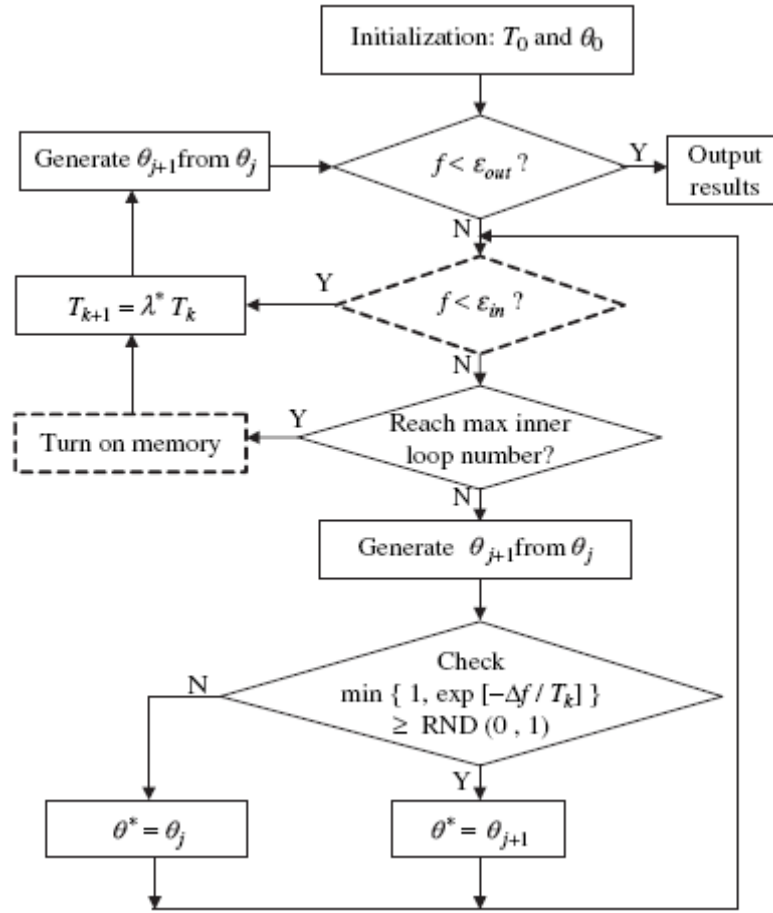 Initialization: T₀ and θ₀
Generate θⱼ₊₁ from θⱼ
f < εₒᵤₜ ?
Y
Output
results
N
Tₖ₊₁ = λ* Tₖ
Y
f < εᵢₙ ?
N
Turn on memory
Y
Reach max inner
loop number?
N
Generate θⱼ₊₁ from θⱼ
N
Check
min { 1, exp [−Δf / Tₖ] }
≥ RND (0 , 1)
Y
θ* = θⱼ
θ* = θⱼ₊₁